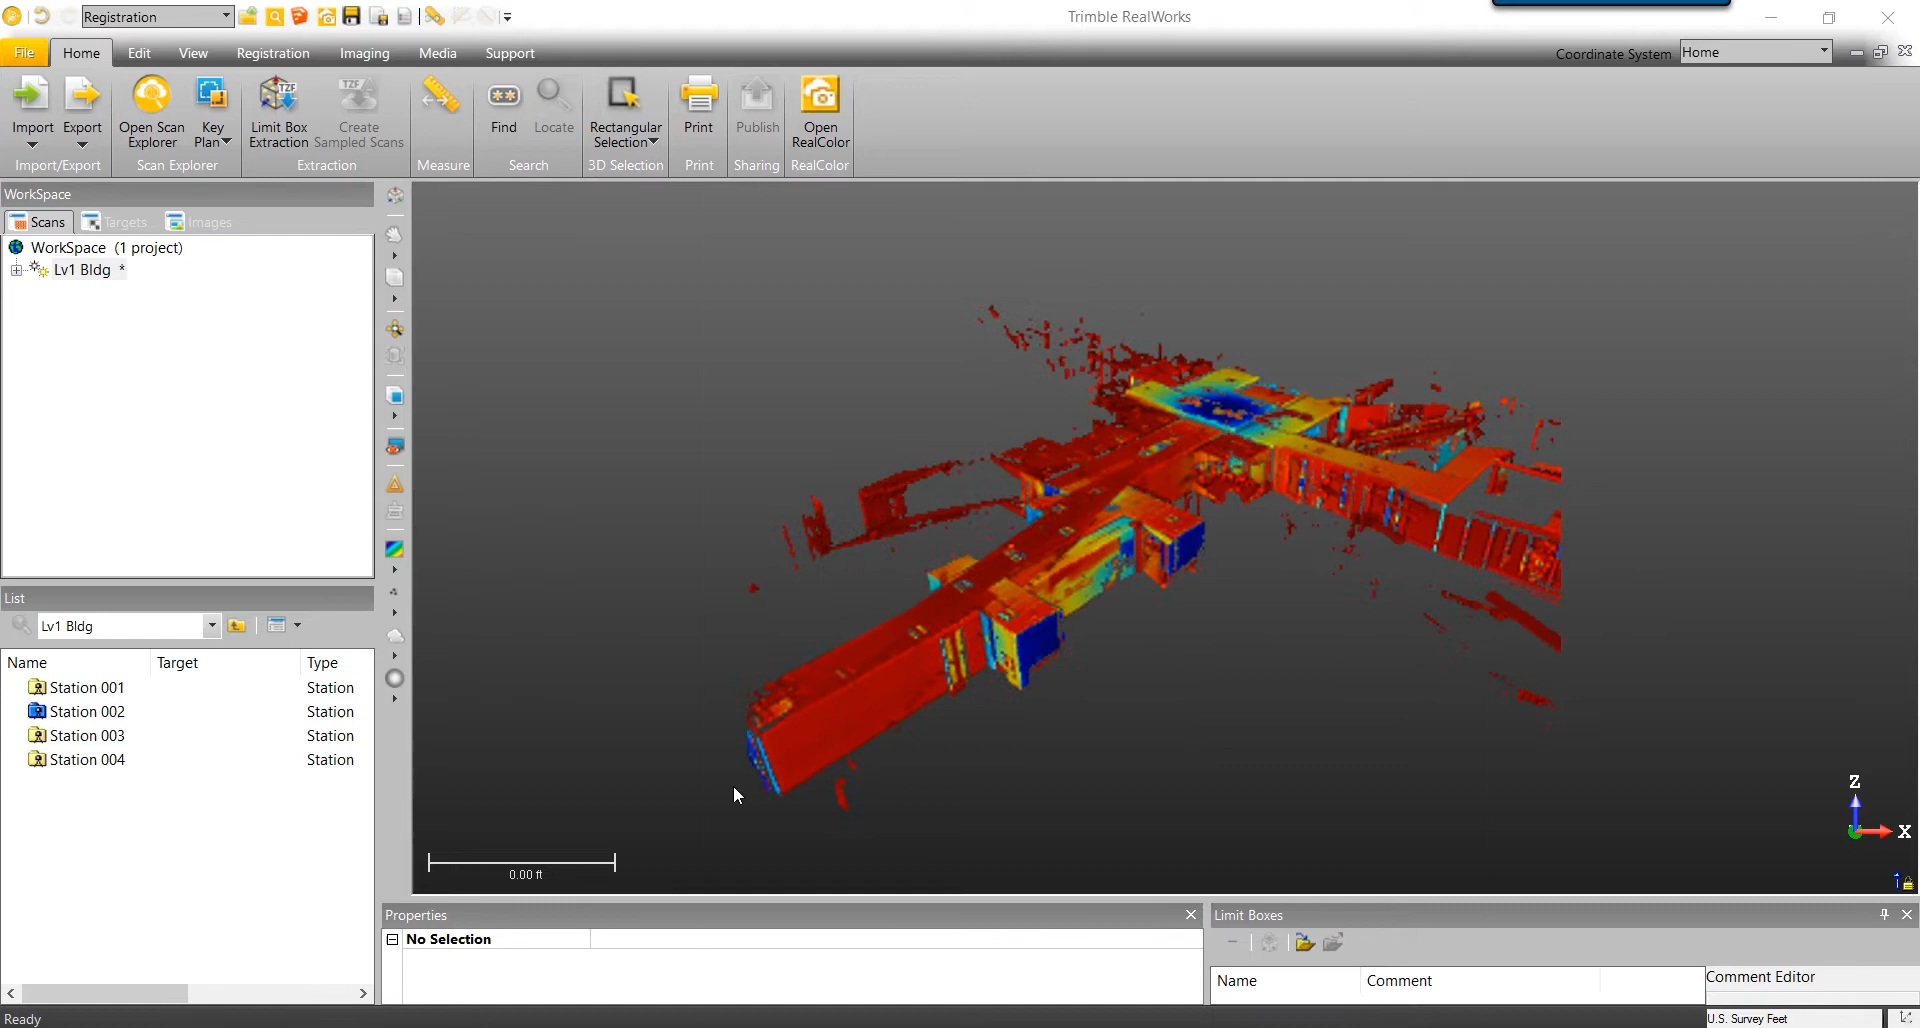 Registration
Trimble RealWorks
File Home Edit View Registration Imaging Media Support
Coordinate System Home
Import
Export
Import/Export
Open Scan
Explorer
Key
Plan
Scan Explorer
TZF
Limit Box
Extraction
TZF
Create
Sampled Scans
Extraction
Measure
Find
Locate
Search
Rectangular
Selection
3D Selection
Print
Print
Publish
Sharing
Open
RealColor
RealColor
WorkSpace
Scans Targets Images
WorkSpace (1 project)
Lv1 Bldg *
List
Lv1 Bldg
Name Target Type
Station 001 Station
Station 002 Station
Station 003 Station
Station 004 Station
0.00 ft
Z
X
Properties
No Selection
Limit Boxes
Name Comment
Comment Editor
Ready
U.S. Survey Feet